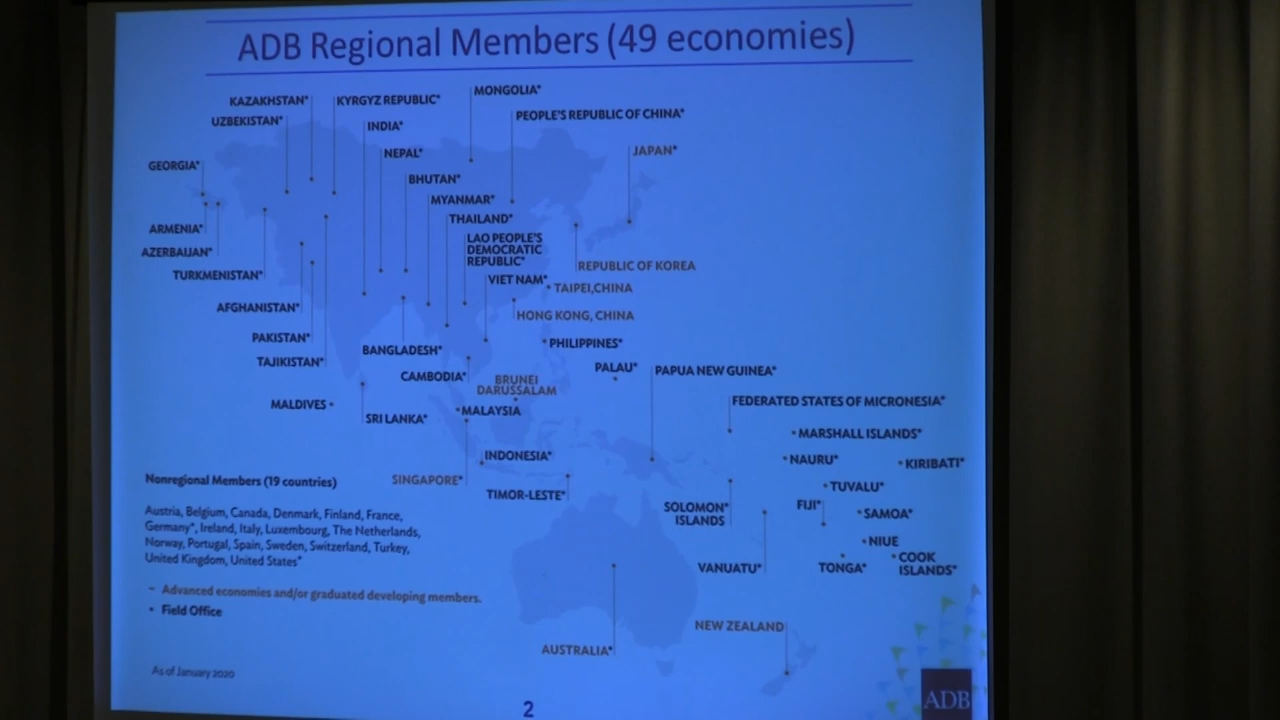 ADB Regional Members (49 economies)
MONGOLIA*
KAZAKHSTAN*
KYRGYZ REPUBLIC*
PEOPLE'S REPUBLIC OF CHINA*
UZBEKISTAN*
INDIA*
JAPAN*
NEPAL*
GEORGIA*
BHUTAN*
MYANMAR*
THAILAND*
ARMENIA*
LAO PEOPLE'S
DEMOCRATIC
REPUBLIC*
AZERBAIJAN*
REPUBLIC OF KOREA
TURKMENISTAN*
VIET NAM*
TAIPEI,CHINA
AFGHANISTAN*
HONG KONG, CHINA
PAKISTAN*
PHILIPPINES*
BANGLADESH*
TAJIKISTAN*
PALAU*
PAPUA NEW GUINEA*
CAMBODIA*
BRUNEI
DARUSSALAM
MALDIVES
FEDERATED STATES OF MICRONESIA*
SRI LANKA*
MALAYSIA
MARSHALL ISLANDS*
INDONESIA*
NAURU*
KIRIBATI*
SINGAPORE*
TIMOR-LESTE*
TUVALU*
SOLOMON*
ISLANDS
FIJI*
SAMOA*
NIUE
VANUATU*
TONGA*
COOK
ISLANDS*
NEW ZEALAND
AUSTRALIA*
Nonregional Members (19 countries)
Austria, Belgium, Canada, Denmark, Finland, France,
Germany*, Ireland, Italy, Luxembourg, The Netherlands,
Norway, Portugal, Spain, Sweden, Switzerland, Turkey,
United Kingdom, United States*
– Advanced economies and/or graduated developing members.
* Field Office
As of January 2020
2
ADB